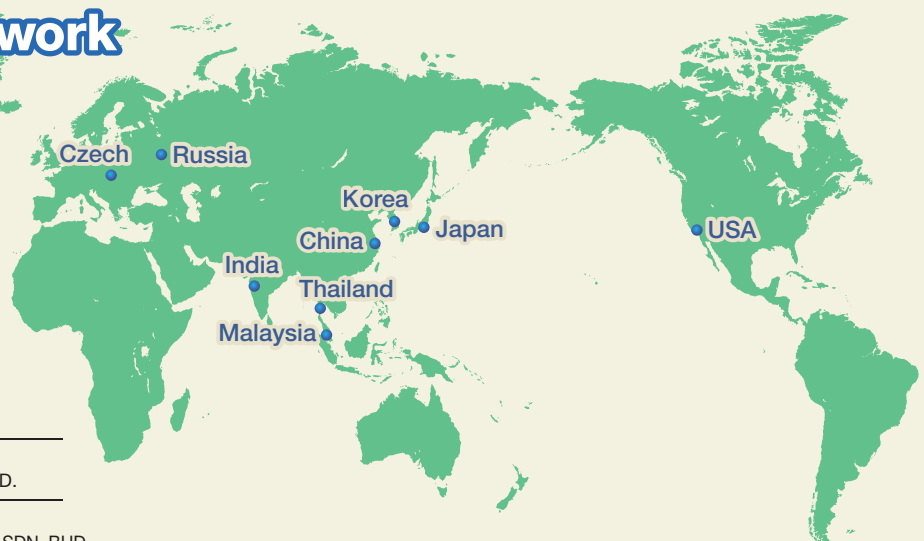 work
Czech
Russia
Korea
Japan
USA
China
India
Thailand
Malaysia
D.
SDN. BHD.